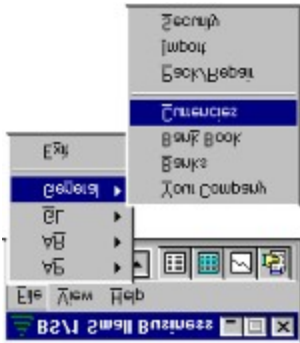 BS/1 Small Business
File View Help
AP
AR
GL
General
Exit
Your Company
Banks
Bank Book
Currencies
Pack/Repair
Import
Security